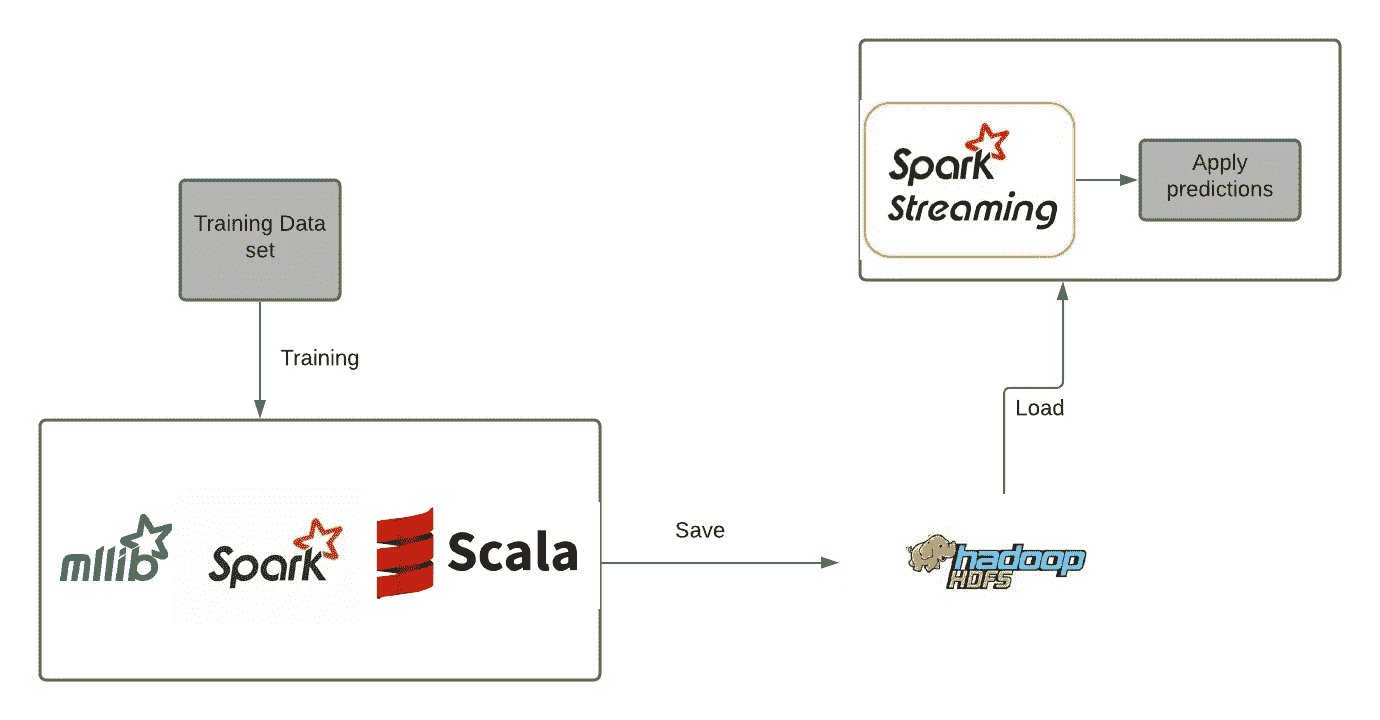 Spark
Streaming
Apply
predictions
Training Data
set
Training
mllib
Spark
Scala
Save
Load
hadoop
HDFS